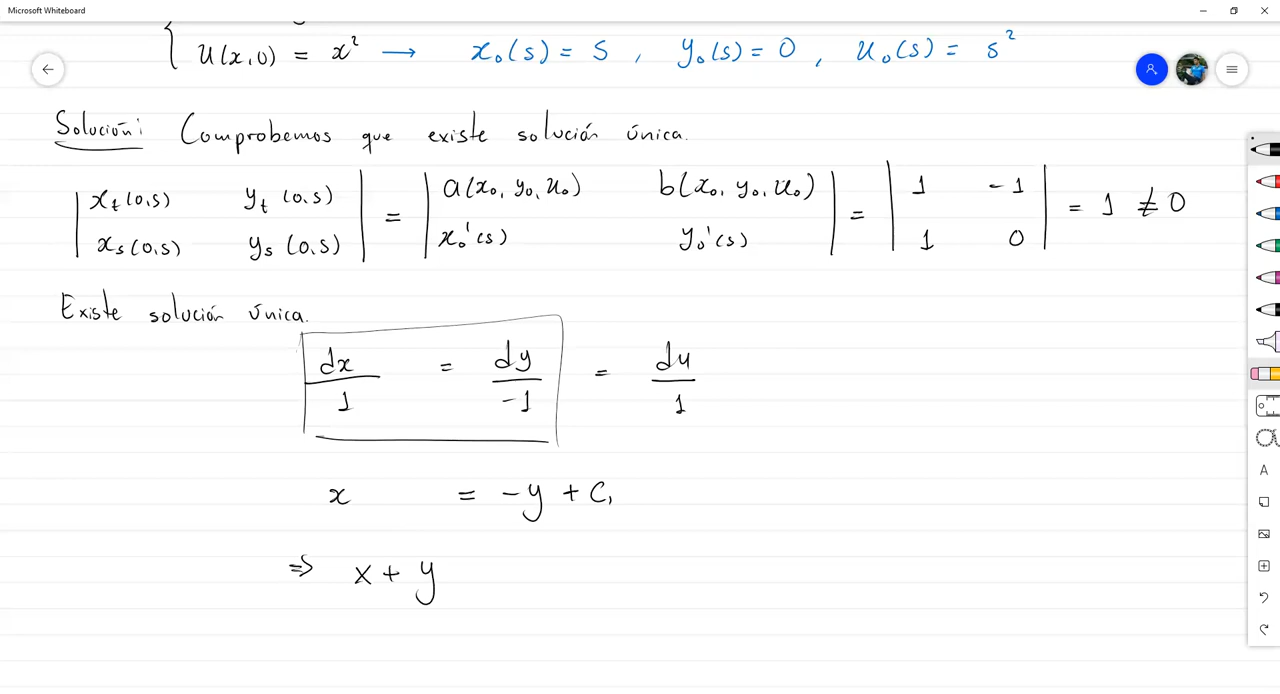 Microsoft Whiteboard
U(x,0) = x² → x₀(s) = s , y₀(s) = 0 , u₀(s) = s²
Solución: Comprobemos que existe solución única.
| x_t(0,s) y_t(0,s) | = | a(x₀, y₀, u₀) b(x₀, y₀, u₀) | = | 1 -1 | = 1 ≠ 0
| x_s(0,s) y_s(0,s) | | x₀'(s) y₀'(s) | | 1 0 |
Existe solución única.
dx/1 = dy/-1 = du/1
x = -y + C₁
⇒ x + y
A